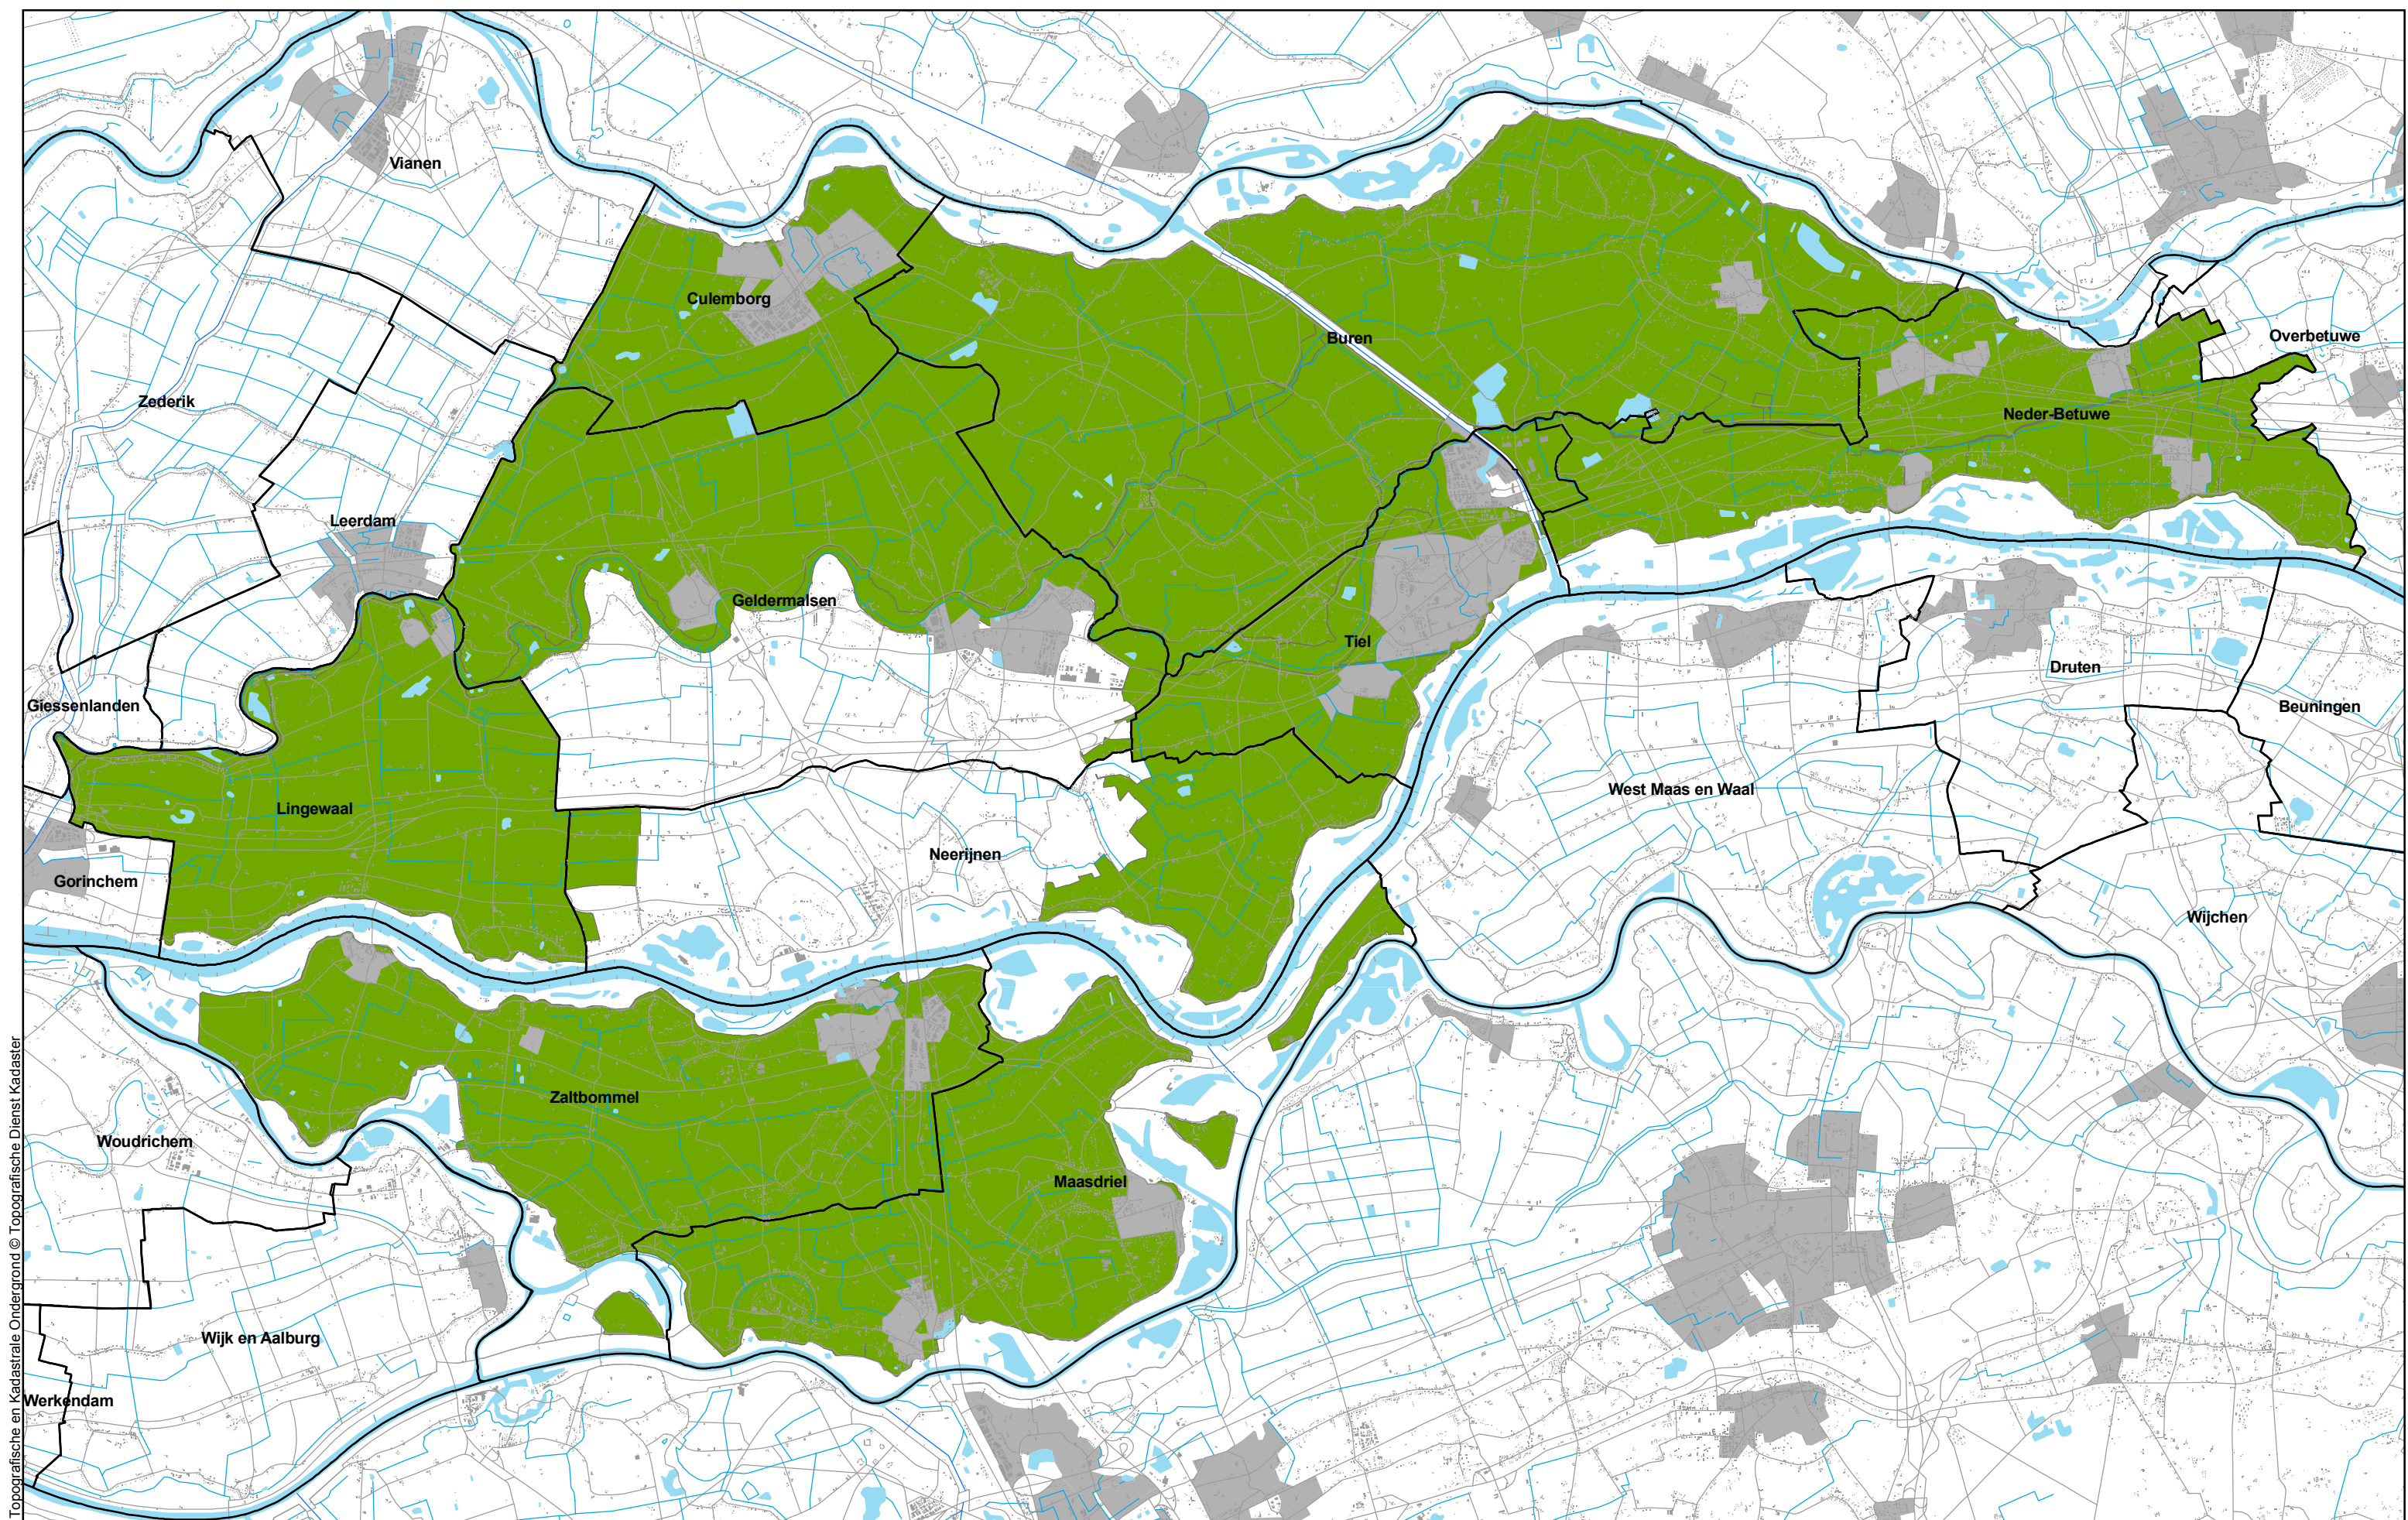 Vianen
Culemborg
Buren
Overbetuwe
Zederik
Neder-Betuwe
Leerdam
Geldermalsen
Tiel
Druten
Giessenlanden
Beuningen
West Maas en Waal
Lingewaal
Neerijnen
Gorinchem
Wijchen
Zaltbommel
Woudrichem
Maasdriel
Wijk en Aalburg
Werkendam
Topografische en Kadastrale Ondergrond © Topografische Dienst Kadaster